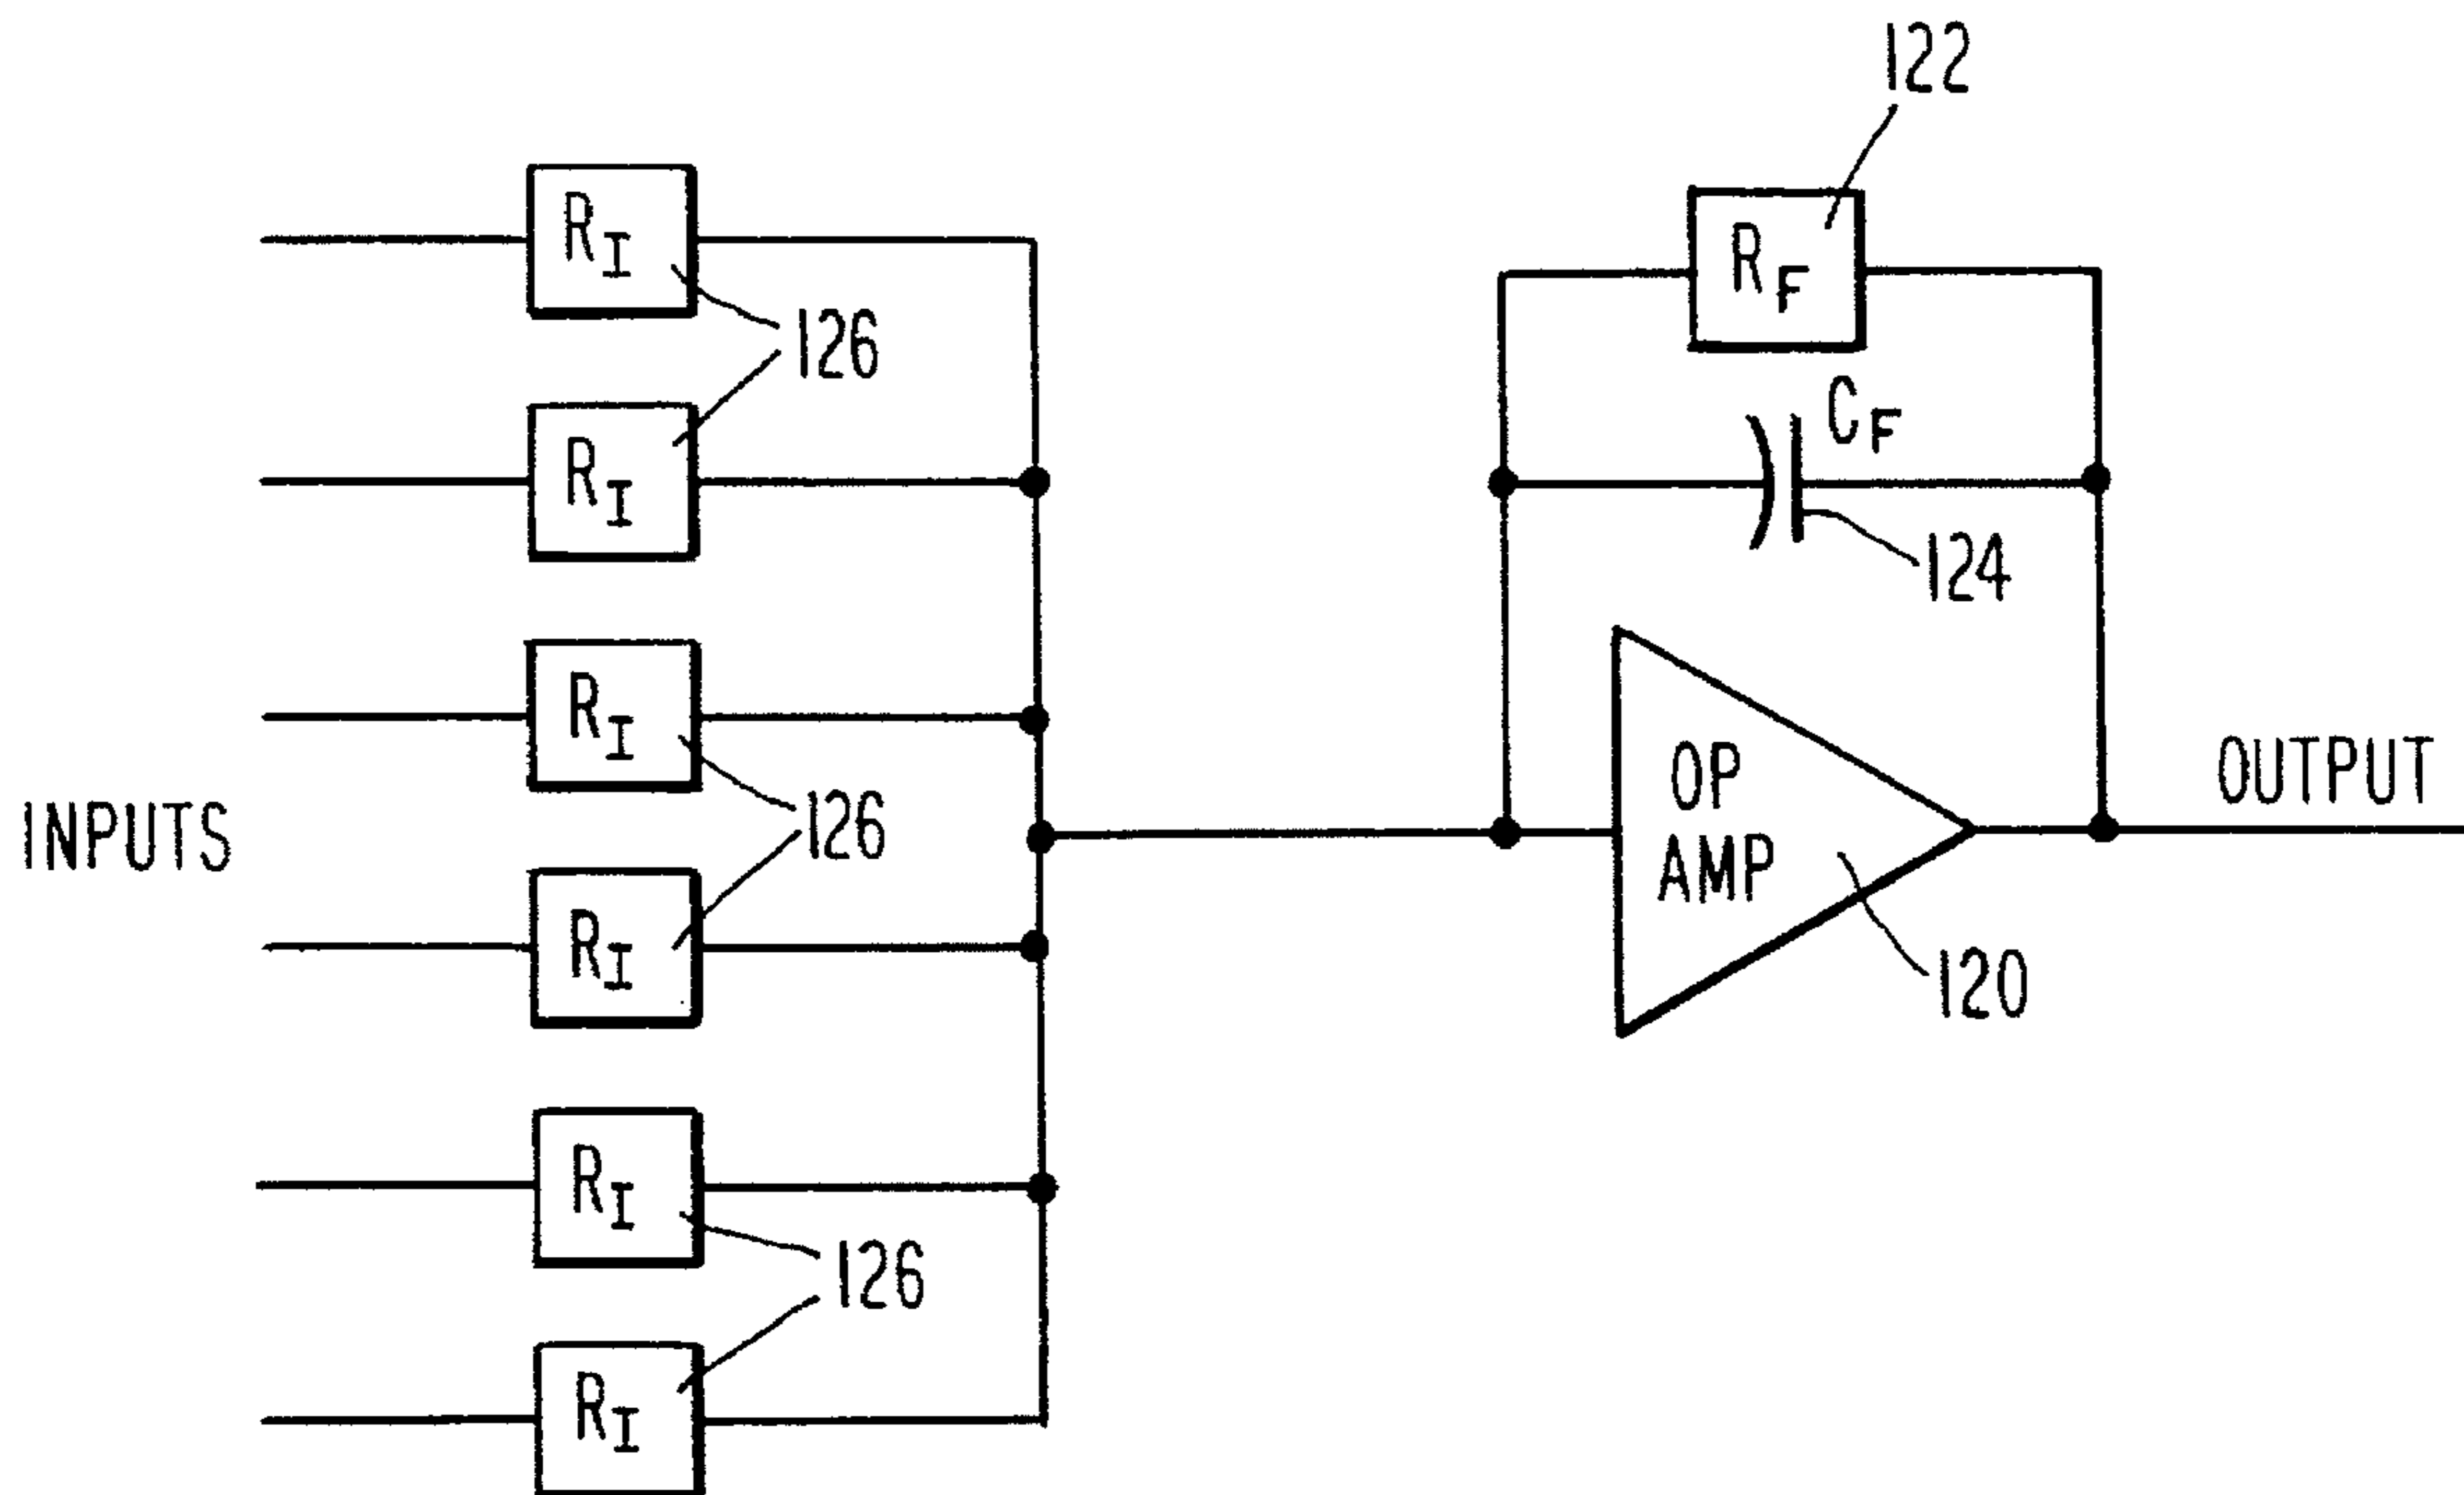 122
R_I
R_F
126
C_F
R_I
124
R_I
OP
AMP
OUTPUT
INPUTS
126
R_I
120
R_I
126
R_I